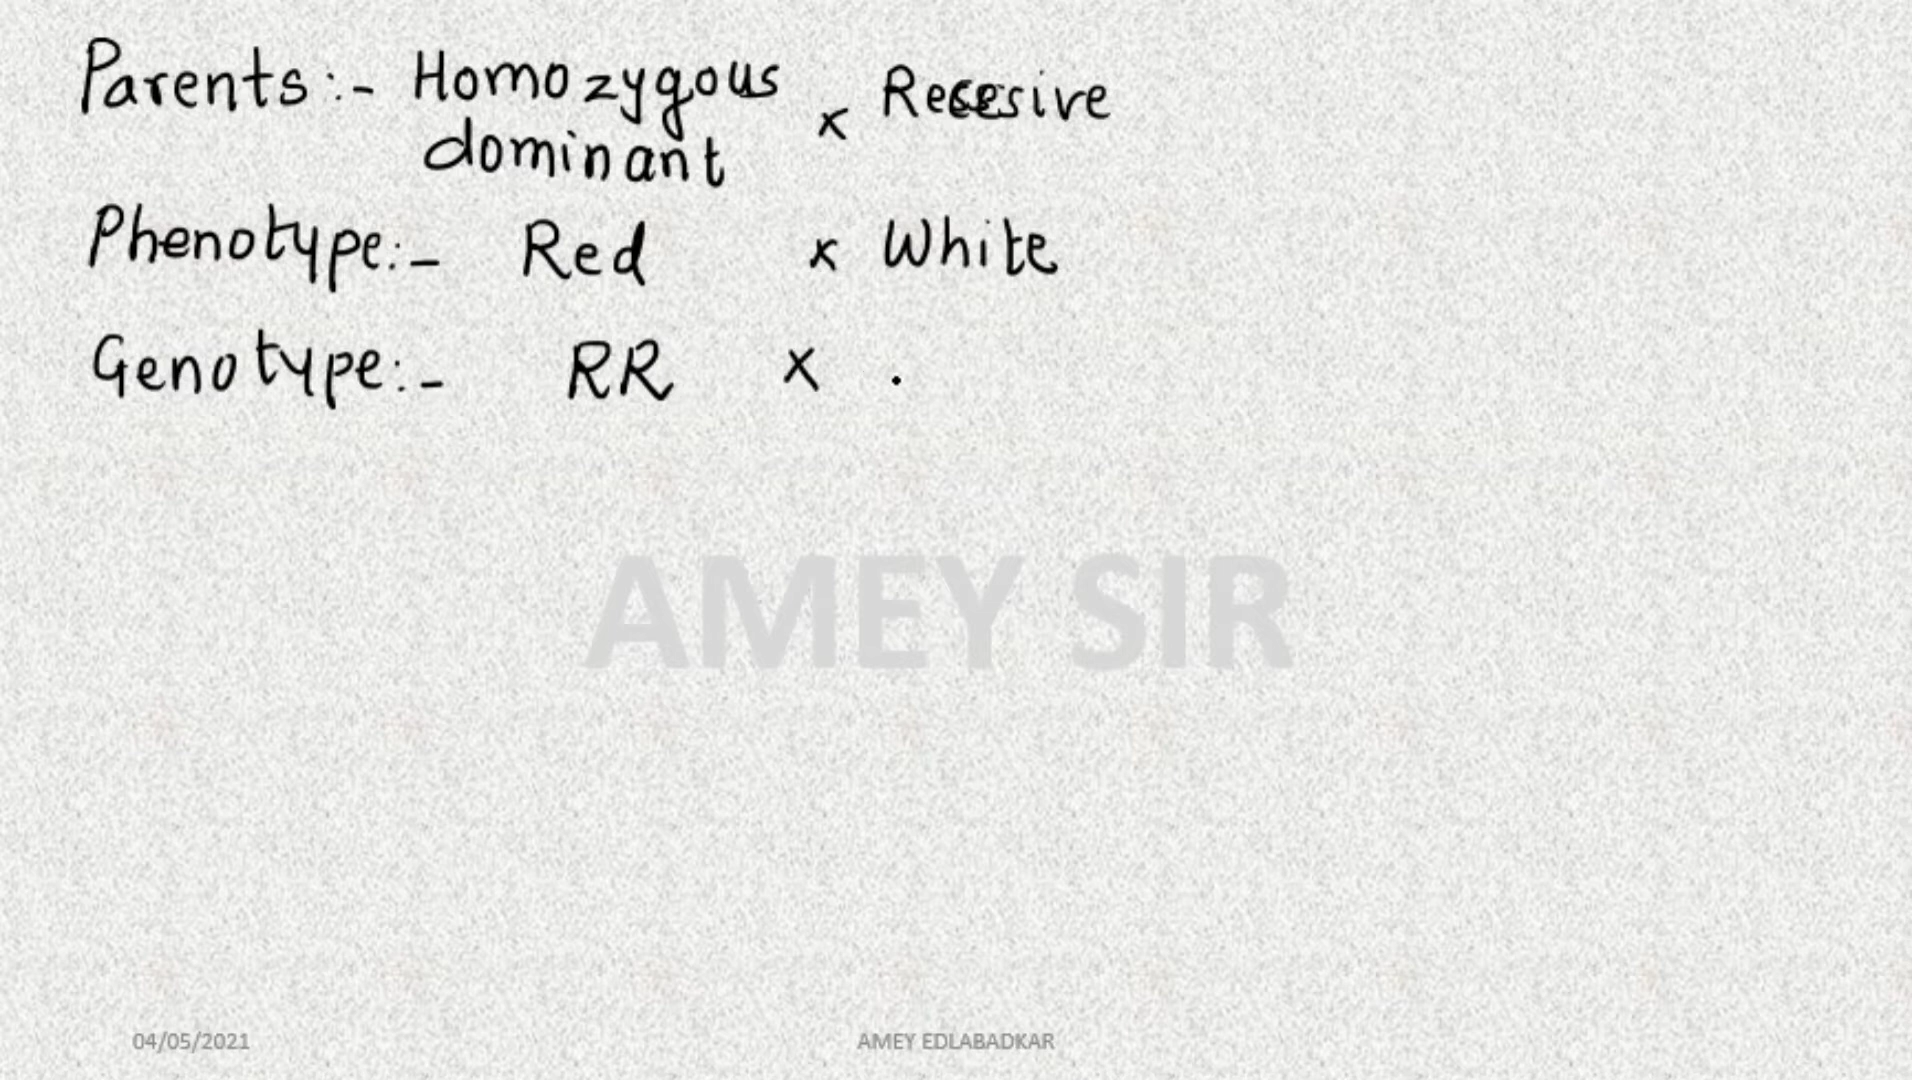 Parents:- Homozygous x Recesive
dominant
Phenotype:- Red x White
Genotype:- RR x .
AMEY SIR
04/05/2021 AMEY EDLABADKAR